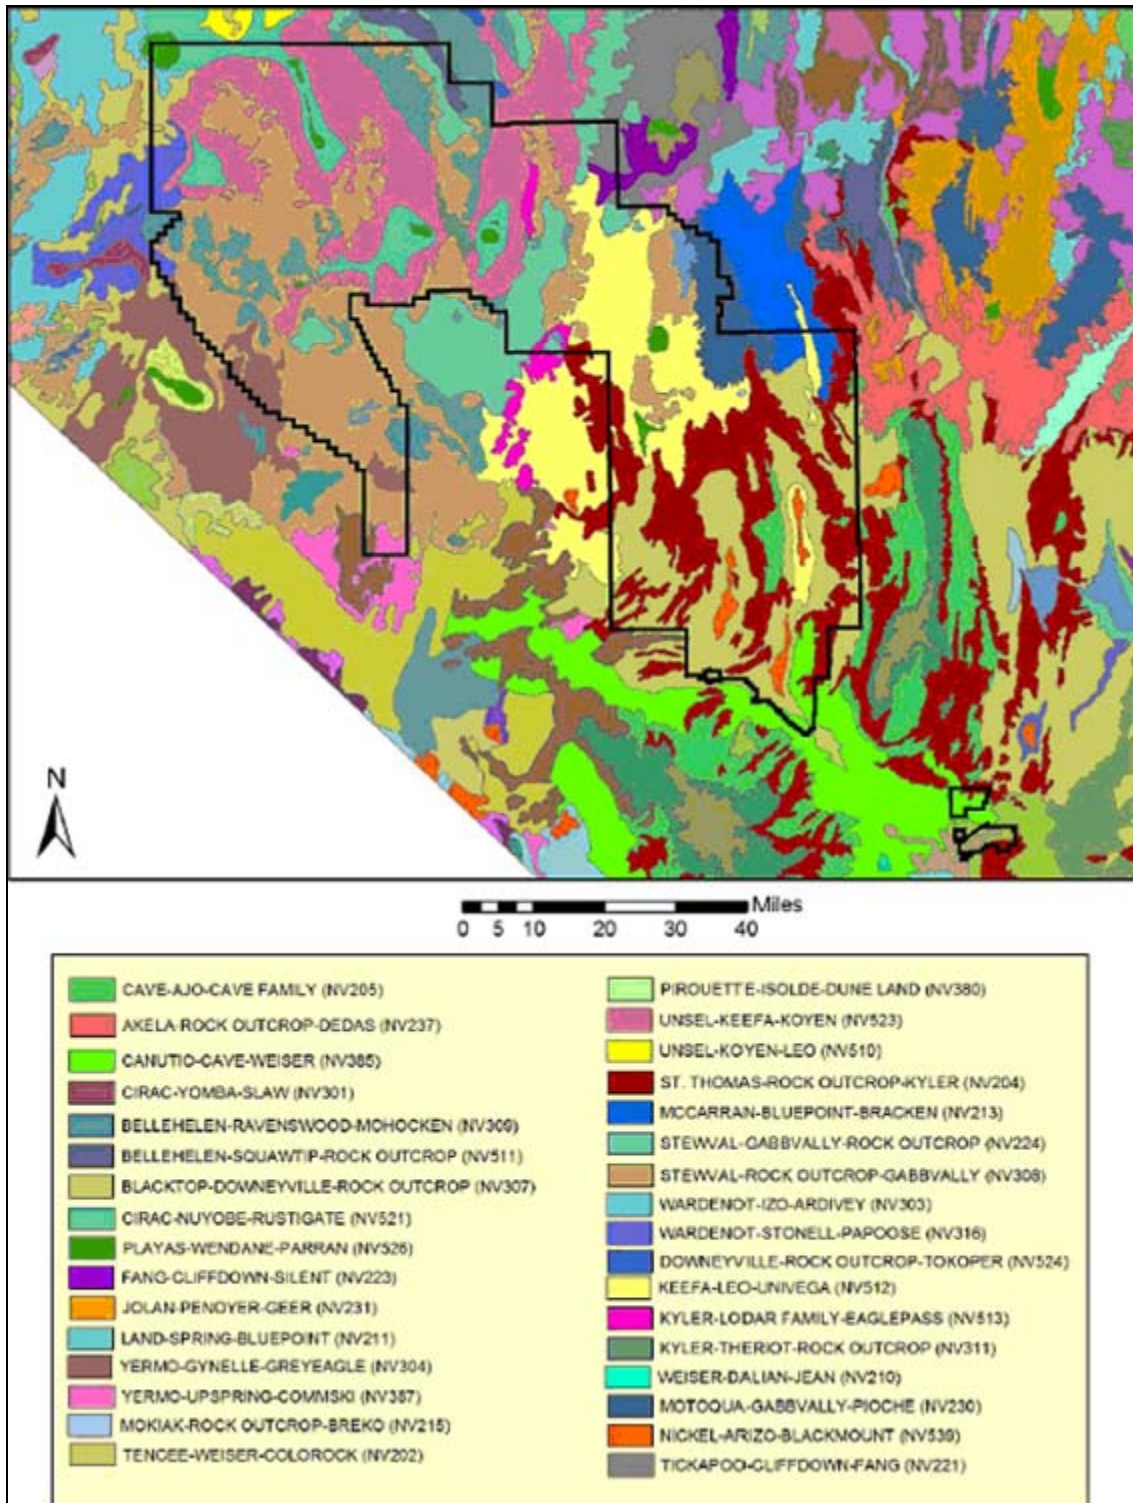 N
Miles
0 5 10 20 30 40
CAVE-AJO-CAVE FAMILY (NV205)
AKELA-ROCK OUTCROP-DEDAS (NV237)
CANUTIO-CAVE-WEISER (NV385)
CIRAC-YOMBA-SLAW (NV301)
BELLEHELEN-RAVENSWOOD-MOHOCKEN (NV309)
BELLEHELEN-SQUAWTIP-ROCK OUTCROP (NV511)
BLACKTOP-DOWNEYVILLE-ROCK OUTCROP (NV307)
CIRAC-NUYOBE-RUSTIGATE (NV521)
PLAYAS-WENDANE-PARRAN (NV526)
FANG-CLIFFDOWN-SILENT (NV223)
JOLAN-PENOYER-GEER (NV231)
LAND-SPRING-BLUEPOINT (NV211)
YERMO-GYNELLE-GREYEAGLE (NV304)
YERMO-UPSPRING-COMMSKI (NV387)
MOKIAK-ROCK OUTCROP-BREKO (NV215)
TENCEE-WEISER-COLOROCK (NV202)
PIROUETTE-ISOLDE-DUNE LAND (NV380)
UNSEL-KEEFA-KOYEN (NV523)
UNSEL-KOYEN-LEO (NV510)
ST. THOMAS-ROCK OUTCROP-KYLER (NV204)
MCCARRAN-BLUEPOINT-BRACKEN (NV213)
STEWVAL-GABBVALLY-ROCK OUTCROP (NV224)
STEWVAL-ROCK OUTCROP-GABBVALLY (NV308)
WARDENOT-IZO-ARDIVEY (NV303)
WARDENOT-STONELL-PAPOOSE (NV316)
DOWNEYVILLE-ROCK OUTCROP-TOKOPER (NV524)
KEEFA-LEO-UNIVEGA (NV512)
KYLER-LODAR FAMILY-EAGLEPASS (NV513)
KYLER-THERIOT-ROCK OUTCROP (NV311)
WEISER-DALIAN-JEAN (NV210)
MOTOQUA-GABBVALLY-PIOCHE (NV230)
NICKEL-ARIZO-BLACKMOUNT (NV539)
TICKAPOO-CLIFFDOWN-FANG (NV221)